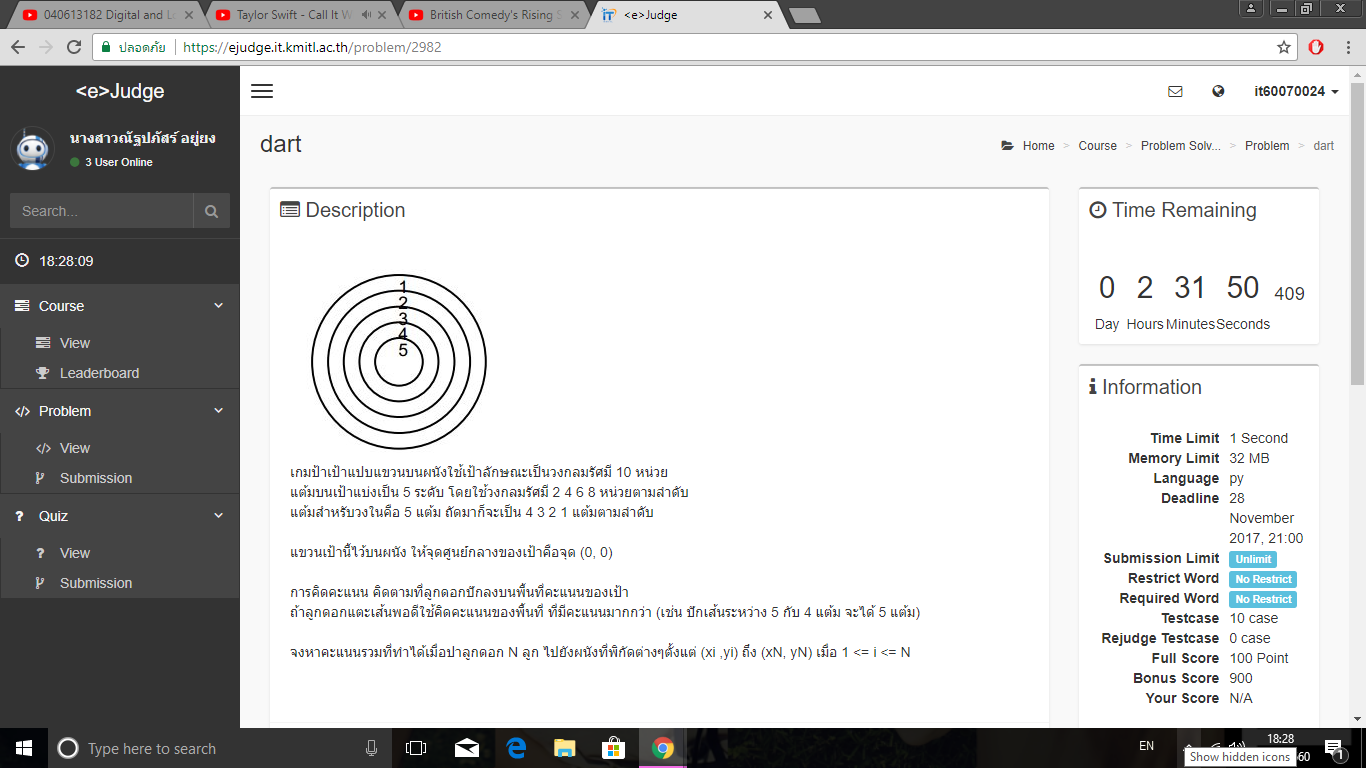 040613182 Digital and L
Taylor Swift - Call It W
British Comedy's Rising S
<e>Judge
ปลอดภัย
https://ejudge.it.kmitl.ac.th/problem/2982
<e>Judge
it60070024
นางสาวณัฐปภัสร์ อยู่ยง
3 User Online
dart
Home > Course > Problem Solv... > Problem > dart
Search...
18:28:09
Course
View
Leaderboard
Problem
View
Submission
Quiz
View
Submission
Description
1
2
3
4
5
เกมป้าเป้าแปบแขวนบนผนังใช้เป้าลักษณะเป็นวงกลมรัศมี 10 หน่วย
แต้มบนเป้าแบ่งเป็น 5 ระดับ โดยใช้วงกลมรัศมี 2 4 6 8 หน่วยตามลำดับ
แต้มสำหรับวงในคือ 5 แต้ม ถัดมาก็จะเป็น 4 3 2 1 แต้มตามลำดับ
แขวนเป้านี้ไว้บนผนัง ให้จุดศูนย์กลางของเป้าคือจุด (0, 0)
การคิดคะแนน คิดตามที่ลูกดอกปักลงบนพื้นที่คะแนนของเป้า
ถ้าลูกดอกแตะเส้นพอดีใช้คิดคะแนนของพื้นที่ ที่มีคะแนนมากกว่า (เช่น ปักเส้นระหว่าง 5 กับ 4 แต้ม จะได้ 5 แต้ม)
จงหาคะแนนรวมที่ทำได้เมื่อปาลูกดอก N ลูก ไปยังผนังที่พิกัดต่างๆตั้งแต่ (xi ,yi) ถึง (xN, yN) เมื่อ 1 <= i <= N
Time Remaining
0 2 31 50 409
Day Hours Minutes Seconds
Information
Time Limit 1 Second
Memory Limit 32 MB
Language py
Deadline 28
November
2017, 21:00
Submission Limit Unlimit
Restrict Word No Restrict
Required Word No Restrict
Testcase 10 case
Rejudge Testcase 0 case
Full Score 100 Point
Bonus Score 900
Your Score N/A
Type here to search
EN
18:28
Show hidden icons
60
1